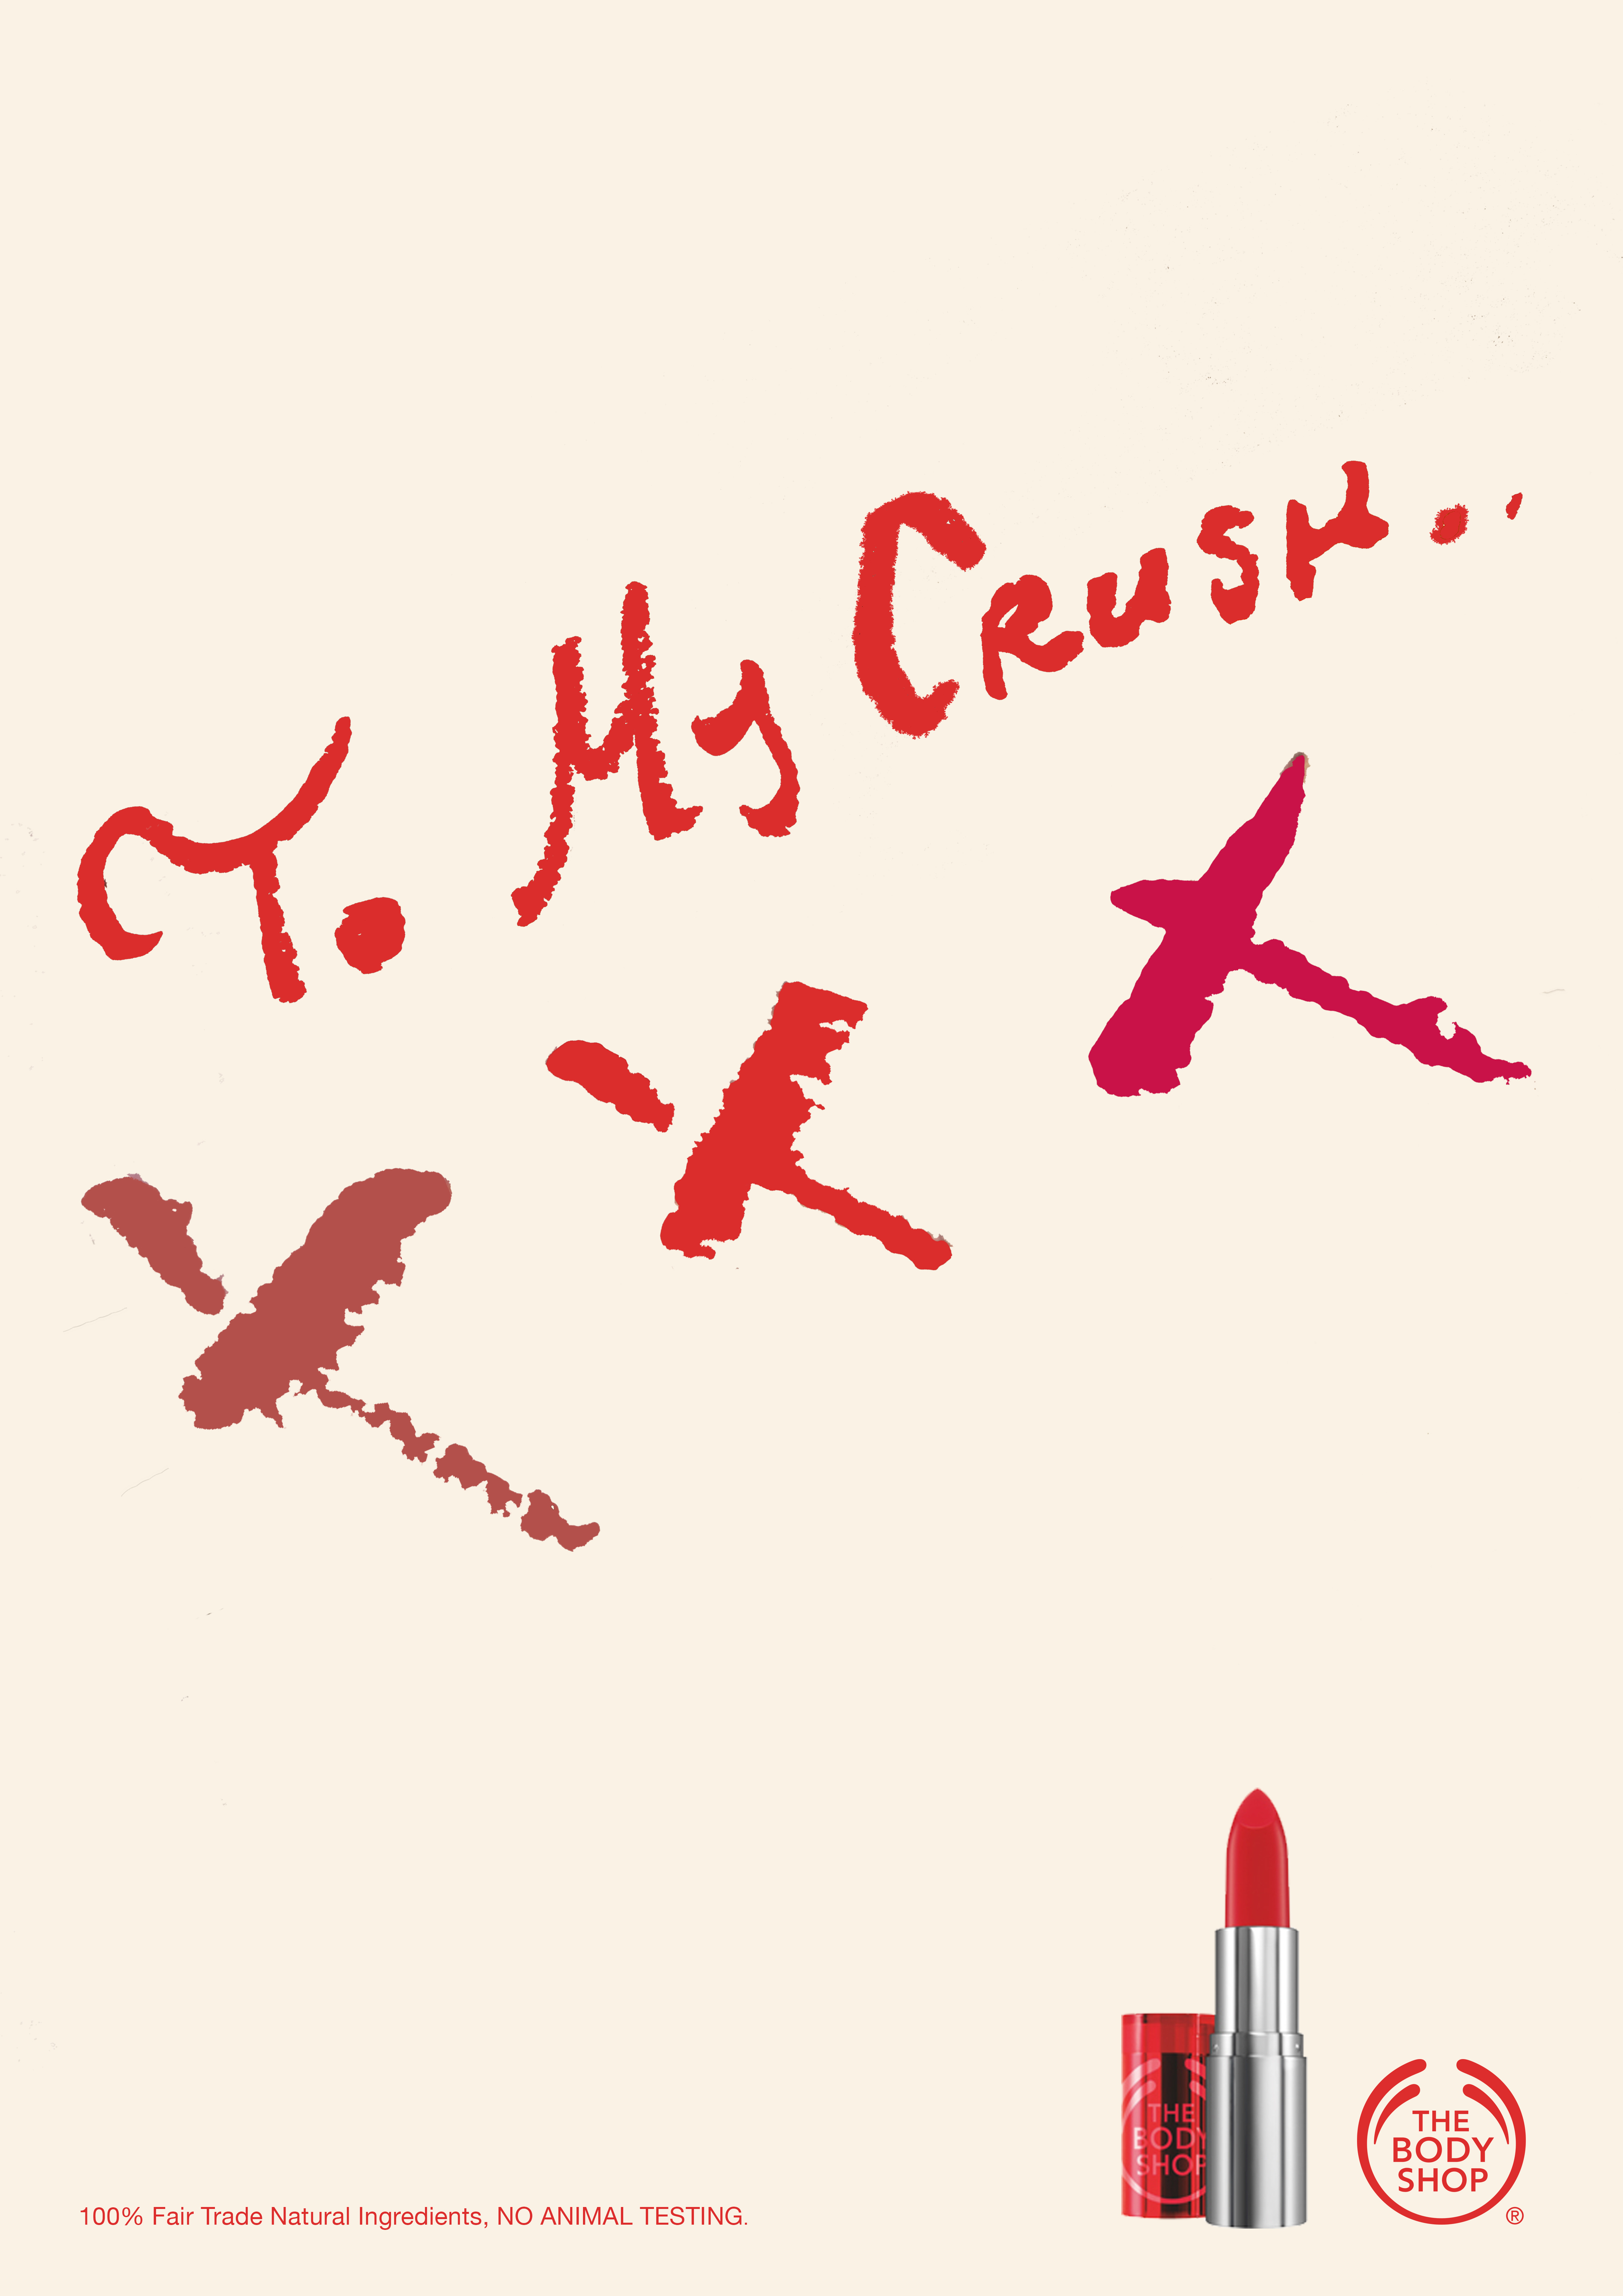 To My Crush..
X X X
THE
BODY
SHOP
THE
BODY
SHOP
®
100% Fair Trade Natural Ingredients, NO ANIMAL TESTING.